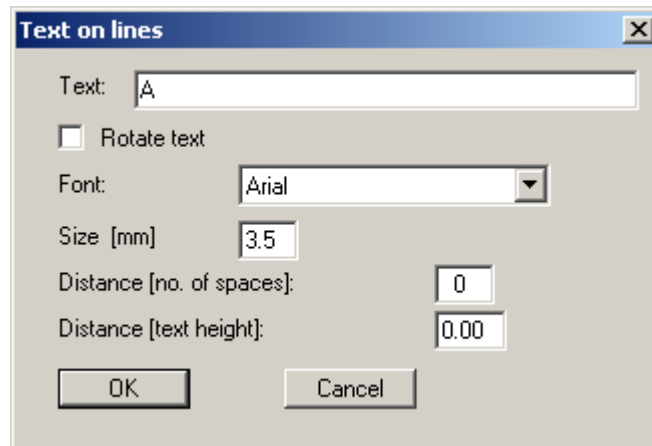 Text on lines
Text: A
Rotate text
Font: Arial
Size [mm] 3.5
Distance [no. of spaces]: 0
Distance [text height]: 0.00
OK Cancel